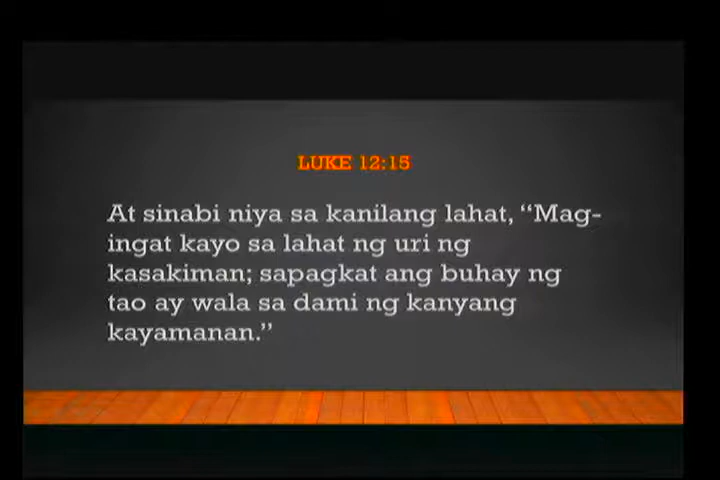 LUKE 12:15
At sinabi niya sa kanilang lahat, “Mag-
ingat kayo sa lahat ng uri ng
kasakiman; sapagkat ang buhay ng
tao ay wala sa dami ng kanyang
kayamanan.”